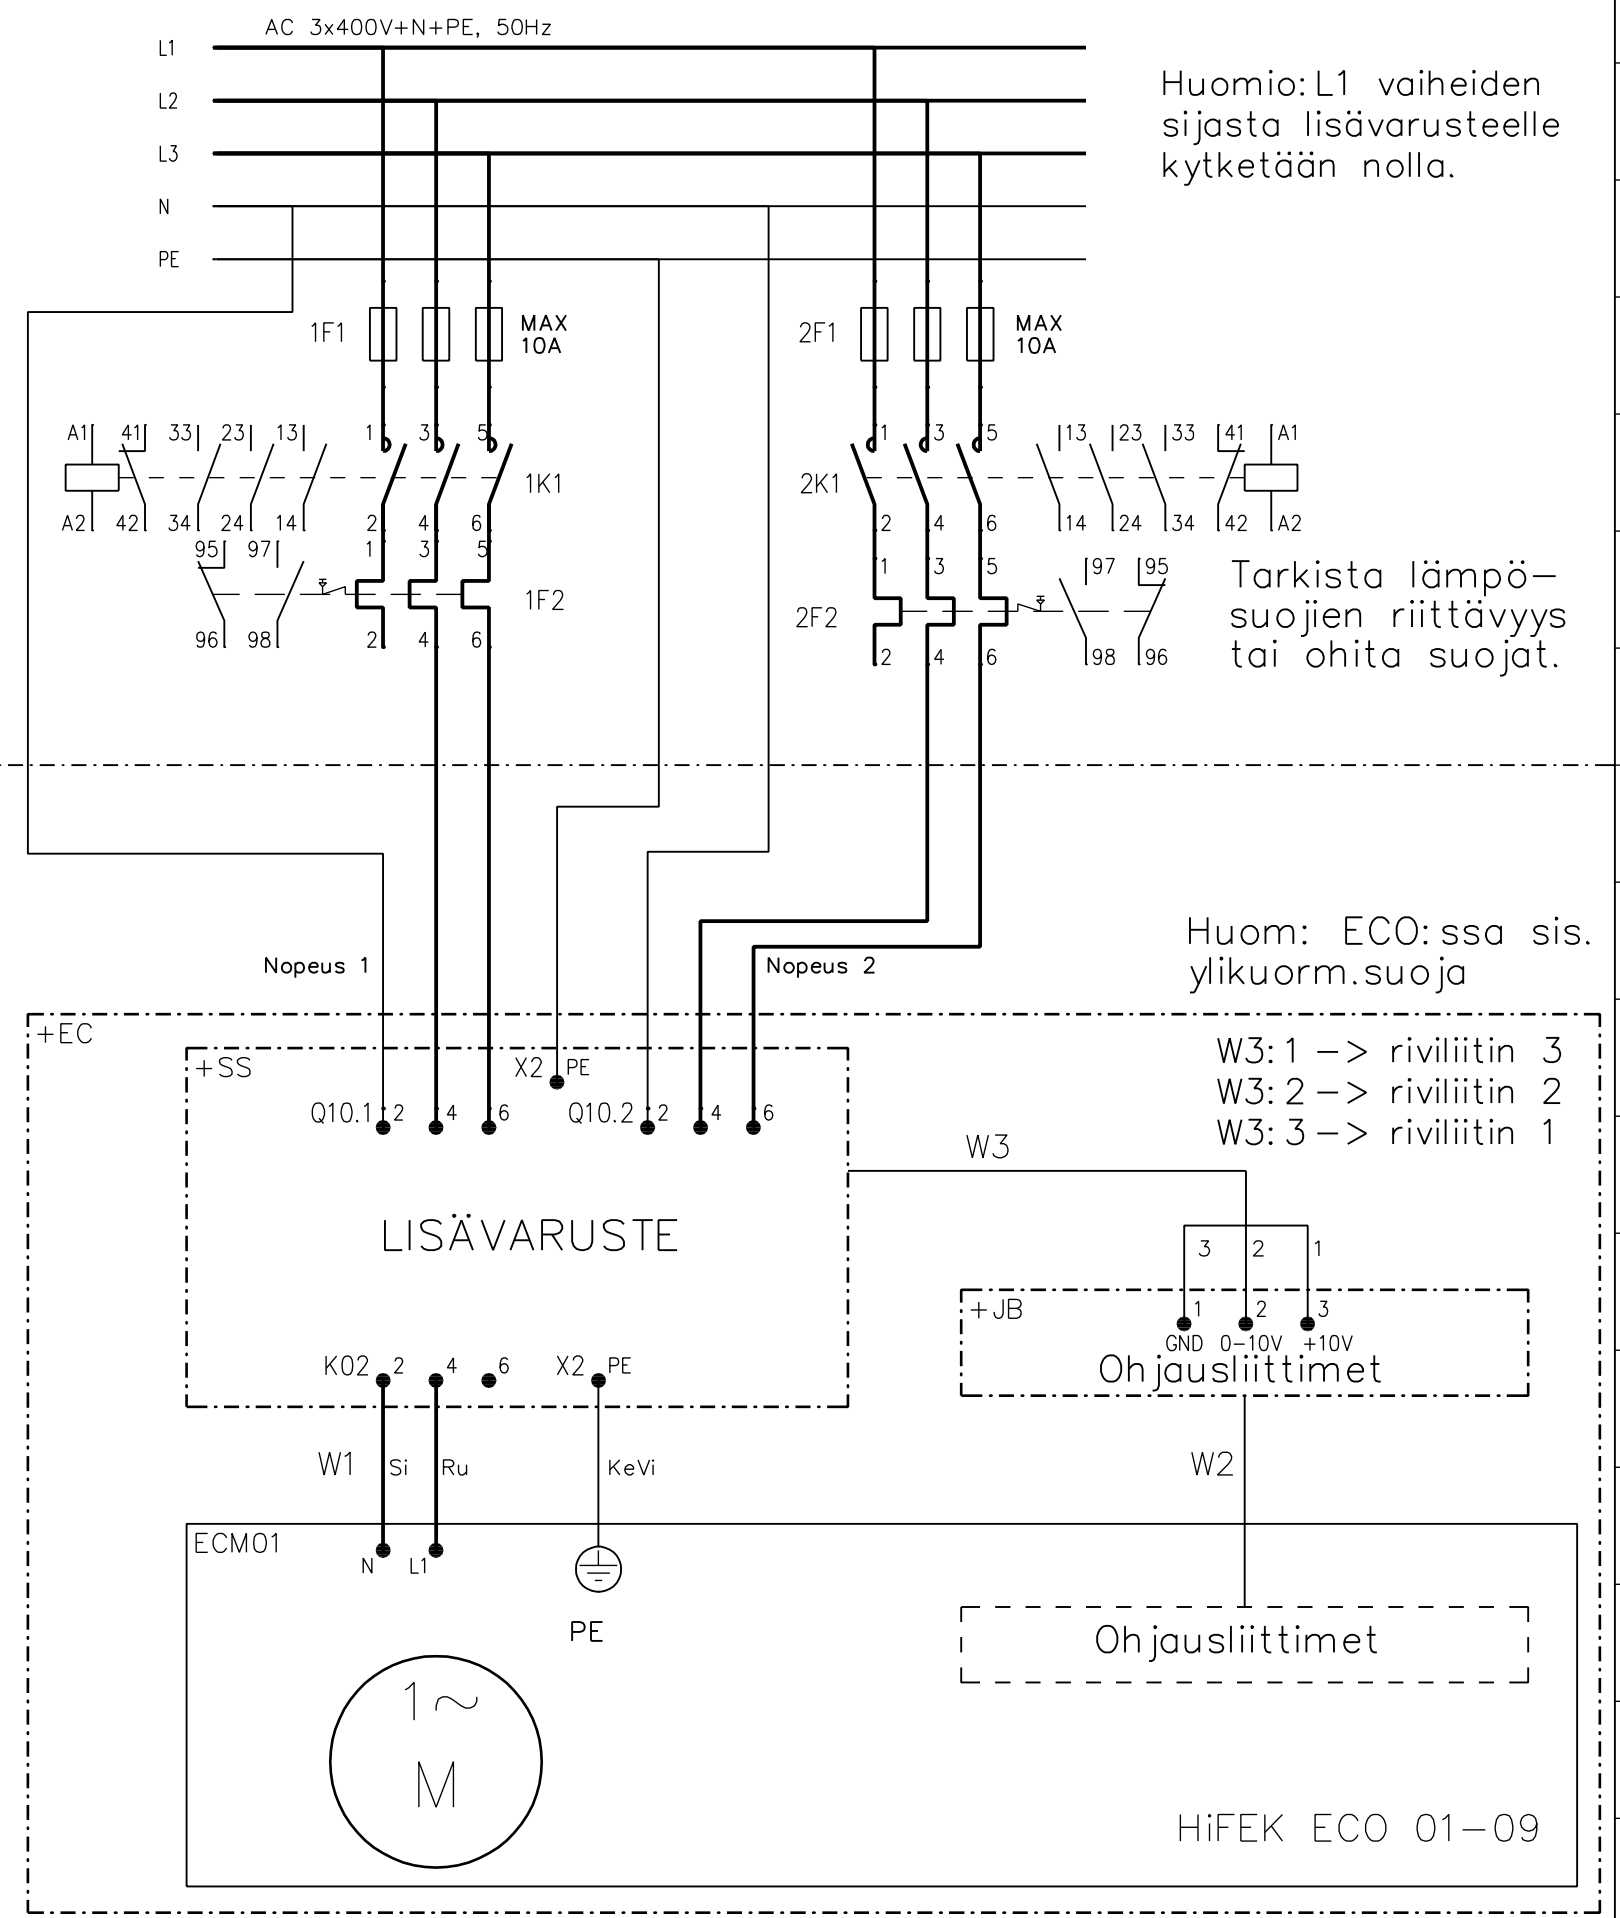 AC 3x400V+N+PE, 50Hz
L1
L2
L3
N
PE
Huomio: L1 vaiheiden
sijasta lisävarusteelle
kytketään nolla.
1F1
MAX
10A
2F1
MAX
10A
A1 41 33 23 13 1 3 5
1 3 5 13 23 33 41 A1
1K1
2K1
A2 42 34 24 14 2 4 6
2 4 6 14 24 34 42 A2
95 97 1 3 5
1 3 5 97 95
1F2
2F2
96 98 2 4 6
2 4 6 98 96
Tarkista lämpö-
suojien riittävyys
tai ohita suojat.
Huom: ECO:ssa sis.
ylikuorm.suoja
Nopeus 1
Nopeus 2
+EC
+SS
X2 PE
Q10.1 2 4 6
Q10.2 2 4 6
W3:1 -> riviliitin 3
W3:2 -> riviliitin 2
W3:3 -> riviliitin 1
W3
LISÄVARUSTE
3 2 1
+JB
1 2 3
GND 0-10V +10V
Ohjausliittimet
K02 2 4 6
X2 PE
W1 Si Ru KeVi
W2
ECM01
N L1
PE
Ohjausliittimet
1~
M
HiFEK ECO 01-09